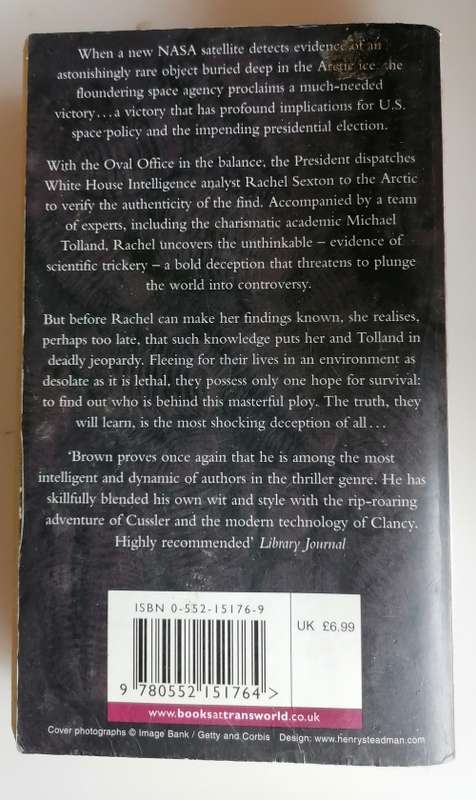 When a new NASA satellite detects evidence of an
astonishingly rare object buried deep in the Arctic ice, the
floundering space agency proclaims a much-needed
victory... a victory that has profound implications for U.S.
space policy and the impending presidential election.
With the Oval Office in the balance, the President dispatches
White House Intelligence analyst Rachel Sexton to the Arctic
to verify the authenticity of the find. Accompanied by a team
of experts, including the charismatic academic Michael
Tolland, Rachel uncovers the unthinkable – evidence of
scientific trickery – a bold deception that threatens to plunge
the world into controversy.
But before Rachel can make her findings known, she realises,
perhaps too late, that such knowledge puts her and Tolland in
deadly jeopardy. Fleeing for their lives in an environment as
desolate as it is lethal, they possess only one hope for survival:
to find out who is behind this masterful ploy. The truth, they
will learn, is the most shocking deception of all...
'Brown proves once again that he is among the most
intelligent and dynamic of authors in the thriller genre. He has
skillfully blended his own wit and style with the rip-roaring
adventure of Cussler and the modern technology of Clancy.
Highly recommended' Library Journal
ISBN 0-552-15176-9
UK £6.99
9 780552 151764 >
www.booksattransworld.co.uk
Cover photographs © Image Bank / Getty and Corbis Design: www.henrysteadman.com